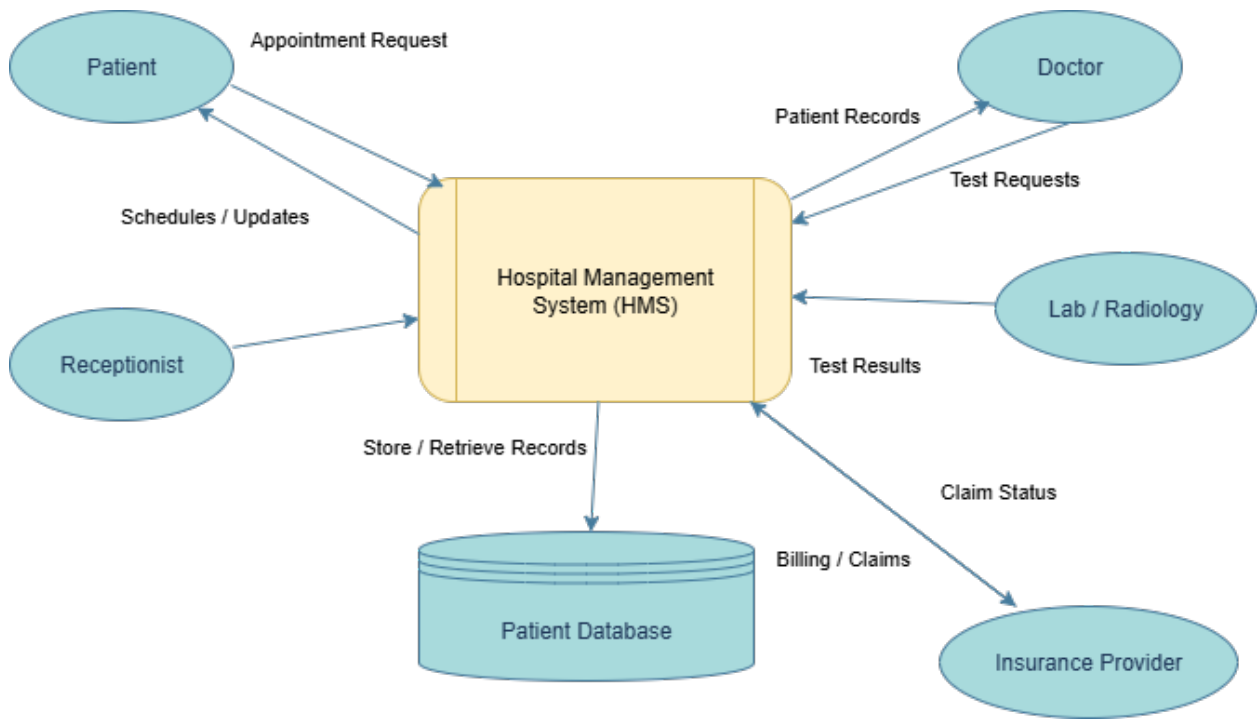 Appointment Request
Patient
Doctor
Patient Records
Test Requests
Schedules / Updates
Hospital Management
System (HMS)
Lab / Radiology
Receptionist
Test Results
Store / Retrieve Records
Claim Status
Billing / Claims
Patient Database
Insurance Provider